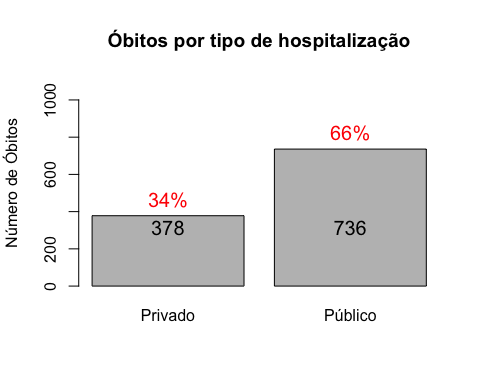 Óbitos por tipo de hospitalização
Número de Óbitos
1000
600
200
0
34%
378
66%
736
Privado
Público